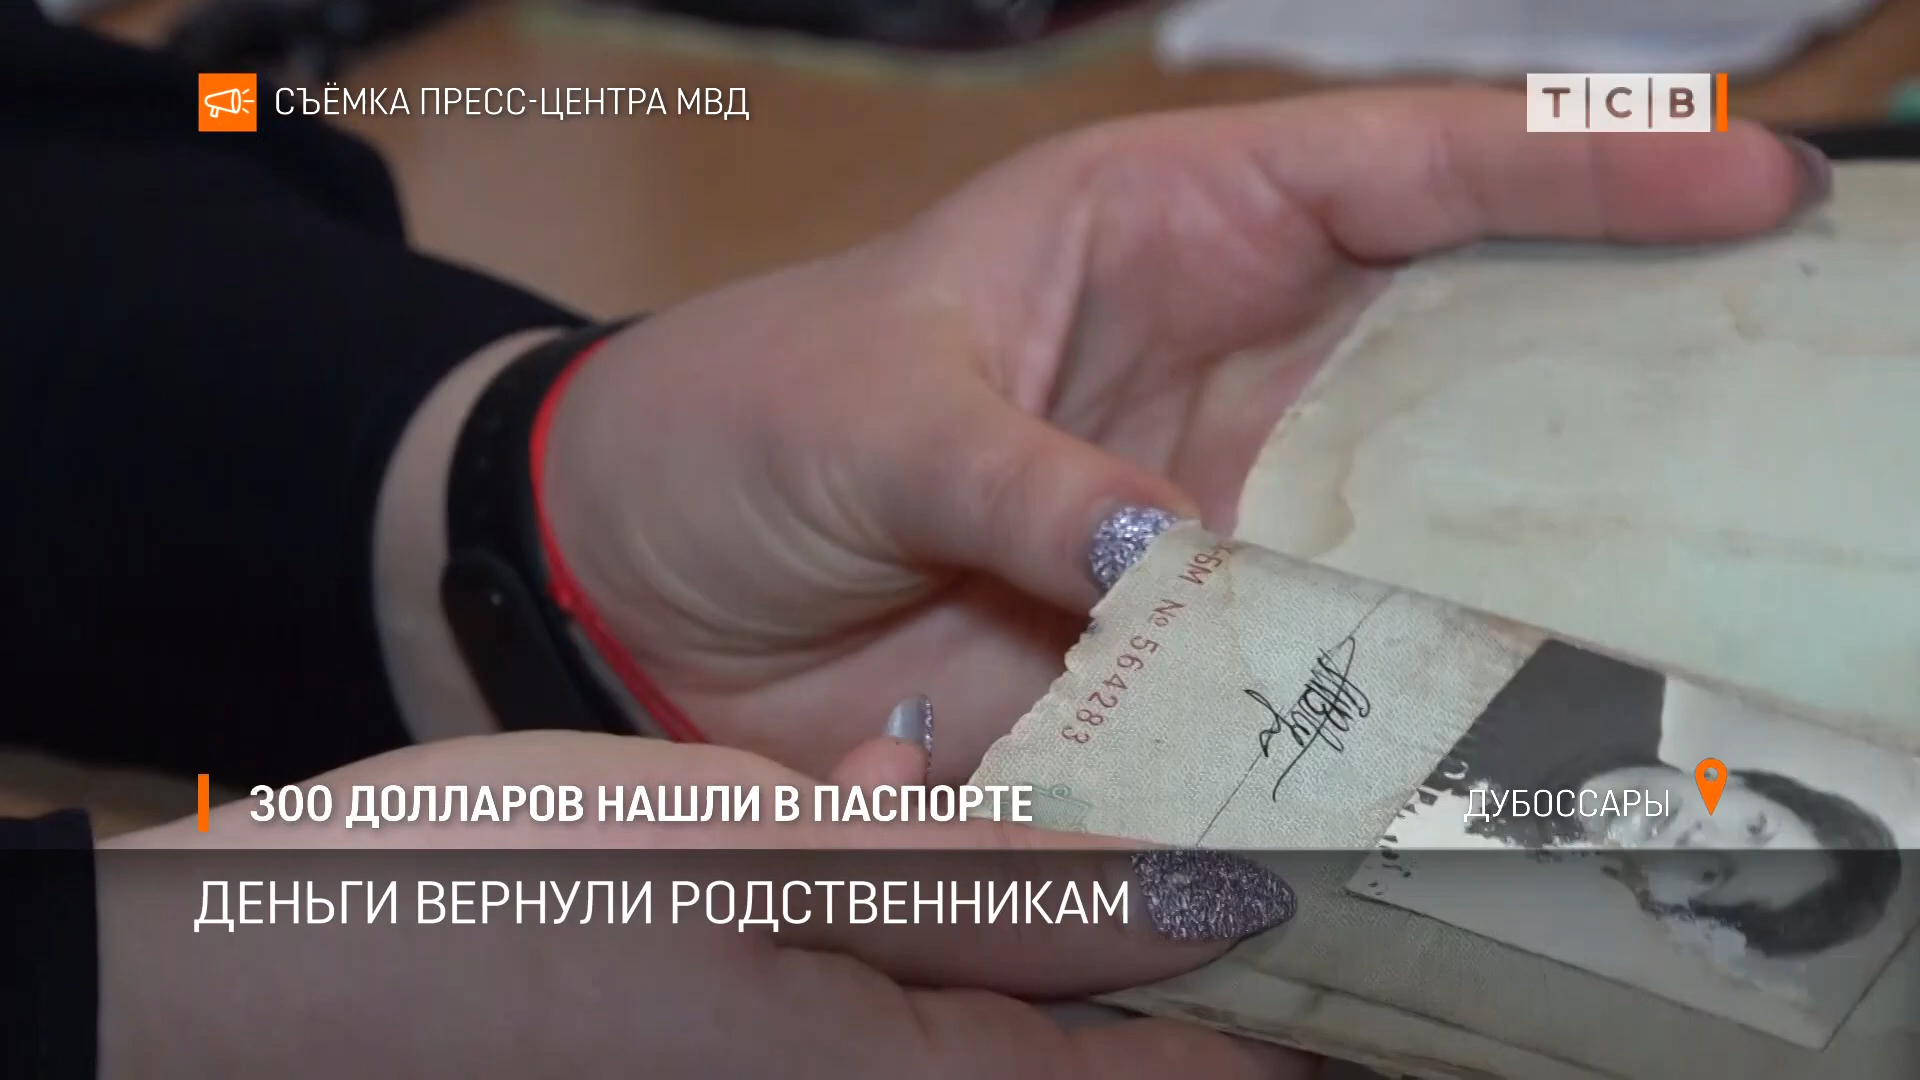 СЪЁМКА ПРЕСС-ЦЕНТРА МВД
ТСВ
-БМ № 564283
300 ДОЛЛАРОВ НАШЛИ В ПАСПОРТЕ
ДУБОССАРЫ
ДЕНЬГИ ВЕРНУЛИ РОДСТВЕННИКАМ